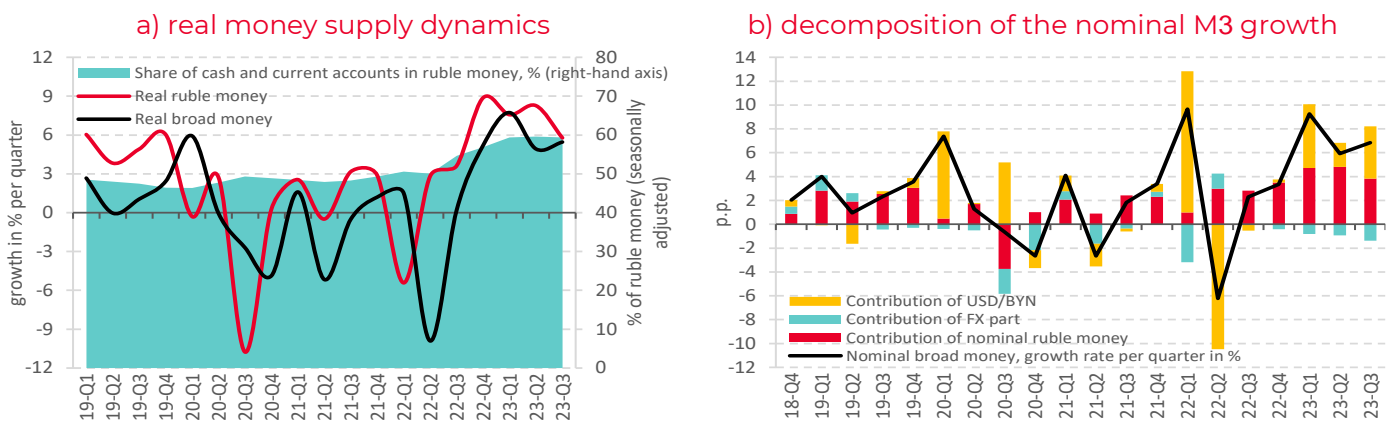 a) real money supply dynamics
growth in % per quarter
12
9
6
3
0
-3
-6
-9
-12
Share of cash and current accounts in ruble money, % (right-hand axis)
Real ruble money
Real broad money
80
70
60
50
40
30
20
10
0
% of ruble money (seasonally
adjusted)
19-Q1
19-Q2
19-Q3
19-Q4
20-Q1
20-Q2
20-Q3
20-Q4
21-Q1
21-Q2
21-Q3
21-Q4
22-Q1
22-Q2
22-Q3
22-Q4
23-Q1
23-Q2
23-Q3
b) decomposition of the nominal M3 growth
p.p.
14
12
10
8
6
4
2
0
-2
-4
-6
-8
-10
-12
Contribution of USD/BYN
Contribution of FX part
Contribution of nominal ruble money
Nominal broad money, growth rate per quarter in %
18-Q4
19-Q1
19-Q2
19-Q3
19-Q4
20-Q1
20-Q2
20-Q3
20-Q4
21-Q1
21-Q2
21-Q3
21-Q4
22-Q1
22-Q2
22-Q3
22-Q4
23-Q1
23-Q2
23-Q3